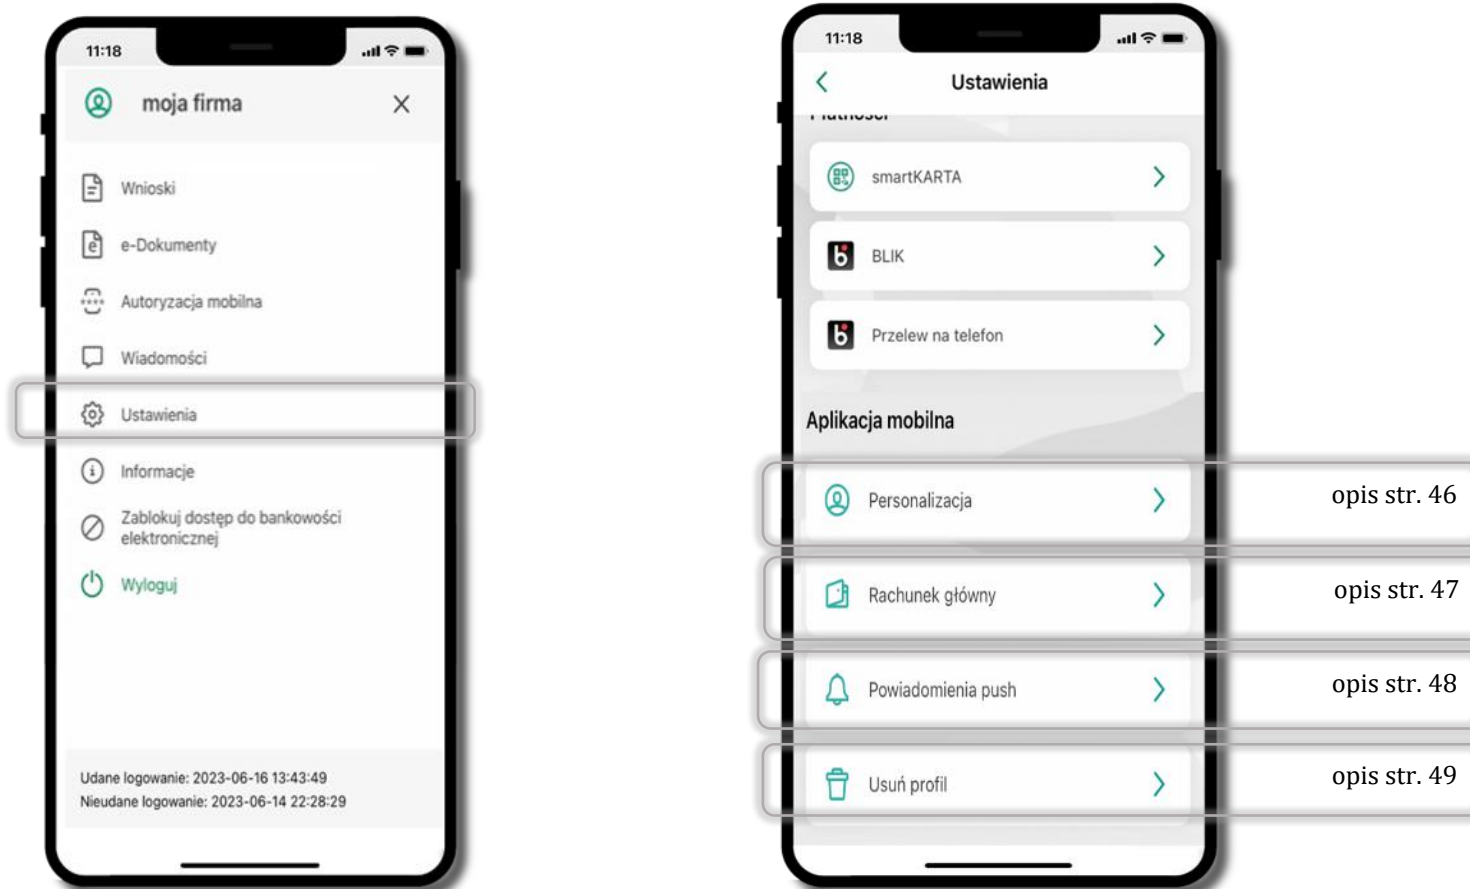 11:18
moja firma
Wnioski
e-Dokumenty
Autoryzacja mobilna
Wiadomości
Ustawienia
Informacje
Zablokuj dostęp do bankowości
elektronicznej
Wyloguj
Udane logowanie: 2023-06-16 13:43:49
Nieudane logowanie: 2023-06-14 22:28:29
11:18
Ustawienia
Płatności
smartKARTA
BLIK
Przelew na telefon
Aplikacja mobilna
Personalizacja
opis str. 46
Rachunek główny
opis str. 47
Powiadomienia push
opis str. 48
Usuń profil
opis str. 49